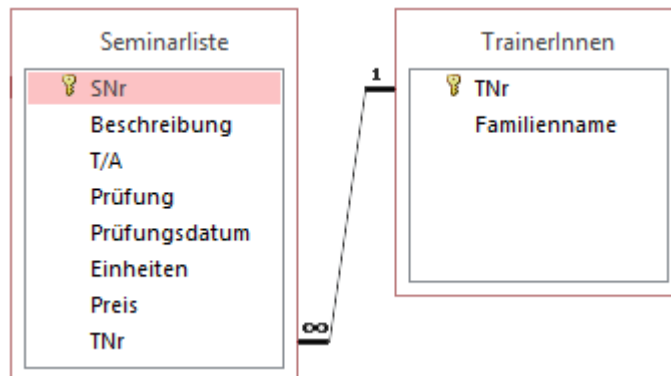 Seminarliste
SNr
Beschreibung
T/A
Prüfung
Prüfungsdatum
Einheiten
Preis
TNr
∞
1
TrainerInnen
TNr
Familienname